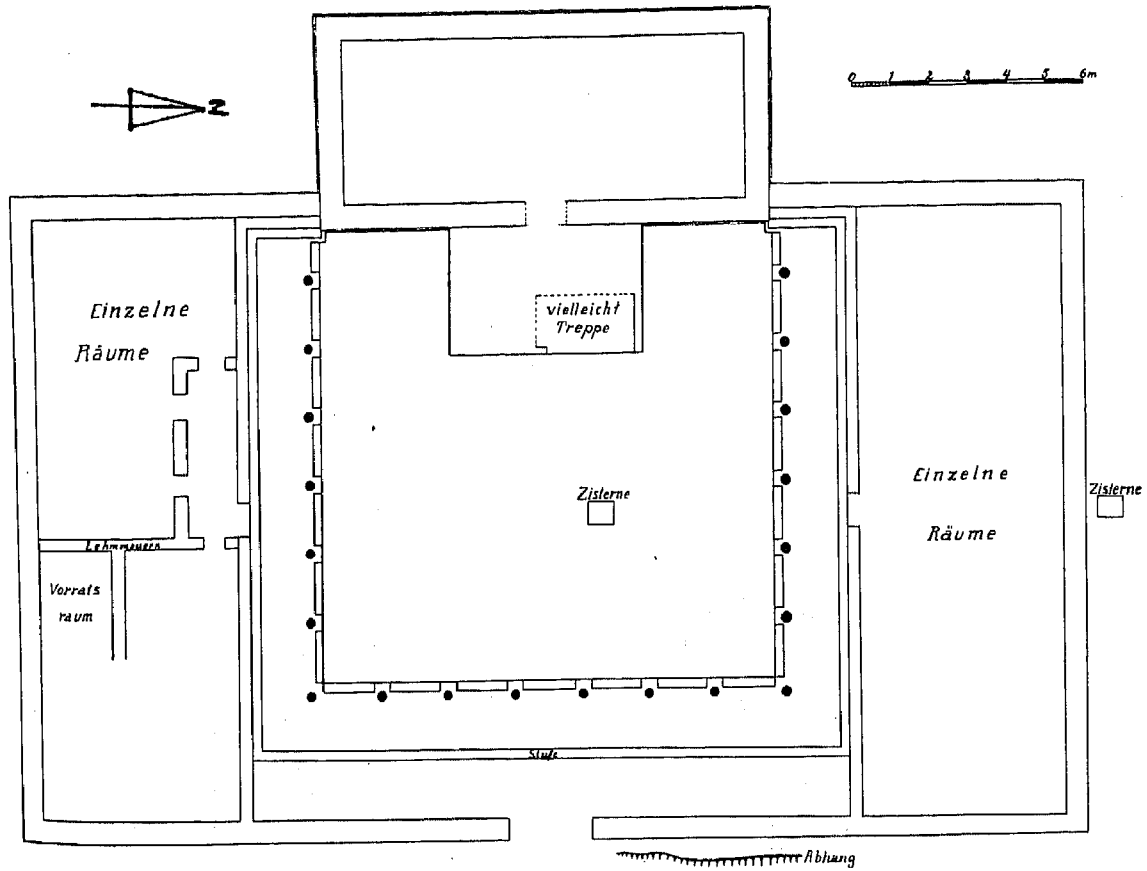 0 1 2 3 4 5 6m
N
Einzelne
Räume
vielleicht
Treppe
Zisterne
Einzelne
Räume
Zisterne
Lehmmauern
Vorrats
raum
Stufe
Abhang